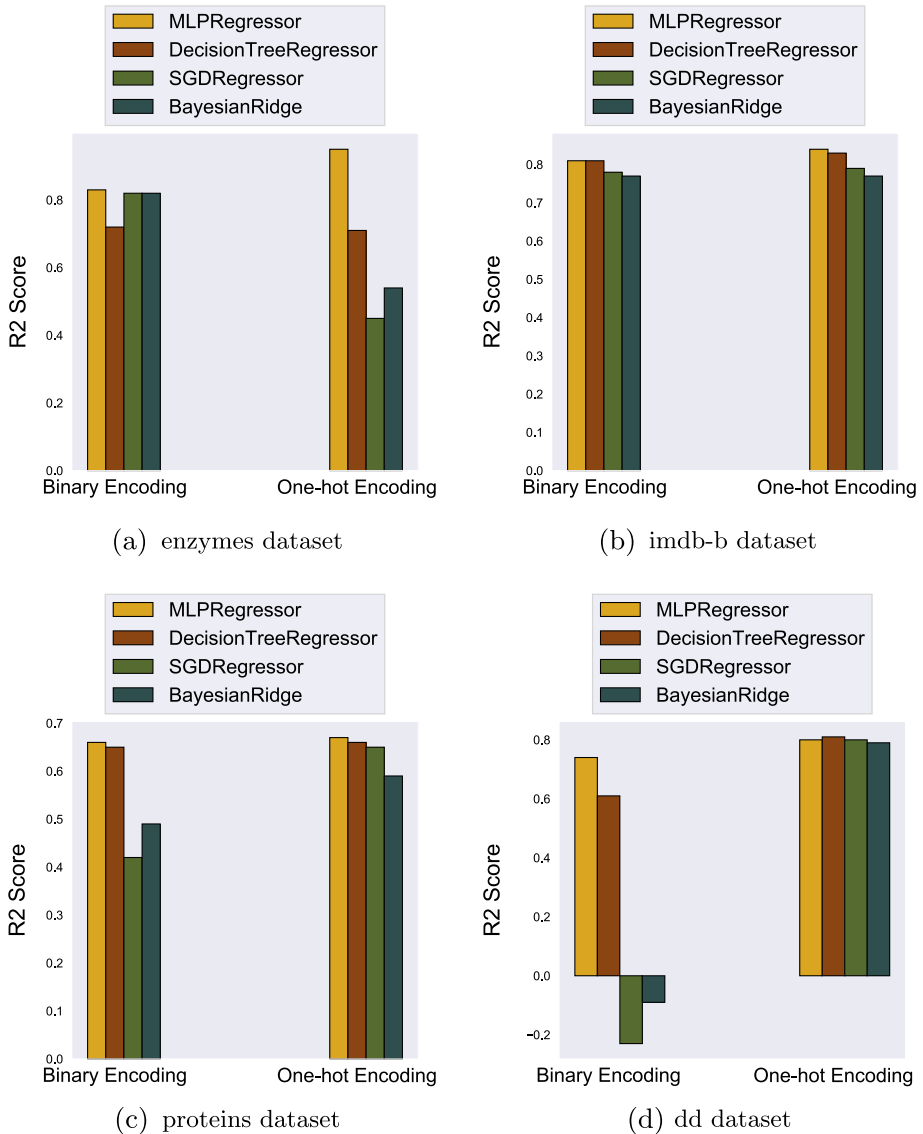 MLPRegressor
DecisionTreeRegressor
SGDRegressor
BayesianRidge
R2 Score
0.8
0.6
0.4
0.2
0.0
Binary Encoding One-hot Encoding
(a) enzymes dataset
MLPRegressor
DecisionTreeRegressor
SGDRegressor
BayesianRidge
R2 Score
0.8
0.7
0.6
0.5
0.4
0.3
0.2
0.1
0.0
Binary Encoding One-hot Encoding
(b) imdb-b dataset
MLPRegressor
DecisionTreeRegressor
SGDRegressor
BayesianRidge
R2 Score
0.7
0.6
0.5
0.4
0.3
0.2
0.1
0.0
Binary Encoding One-hot Encoding
(c) proteins dataset
MLPRegressor
DecisionTreeRegressor
SGDRegressor
BayesianRidge
R2 Score
0.8
0.6
0.4
0.2
0.0
−0.2
Binary Encoding One-hot Encoding
(d) dd dataset